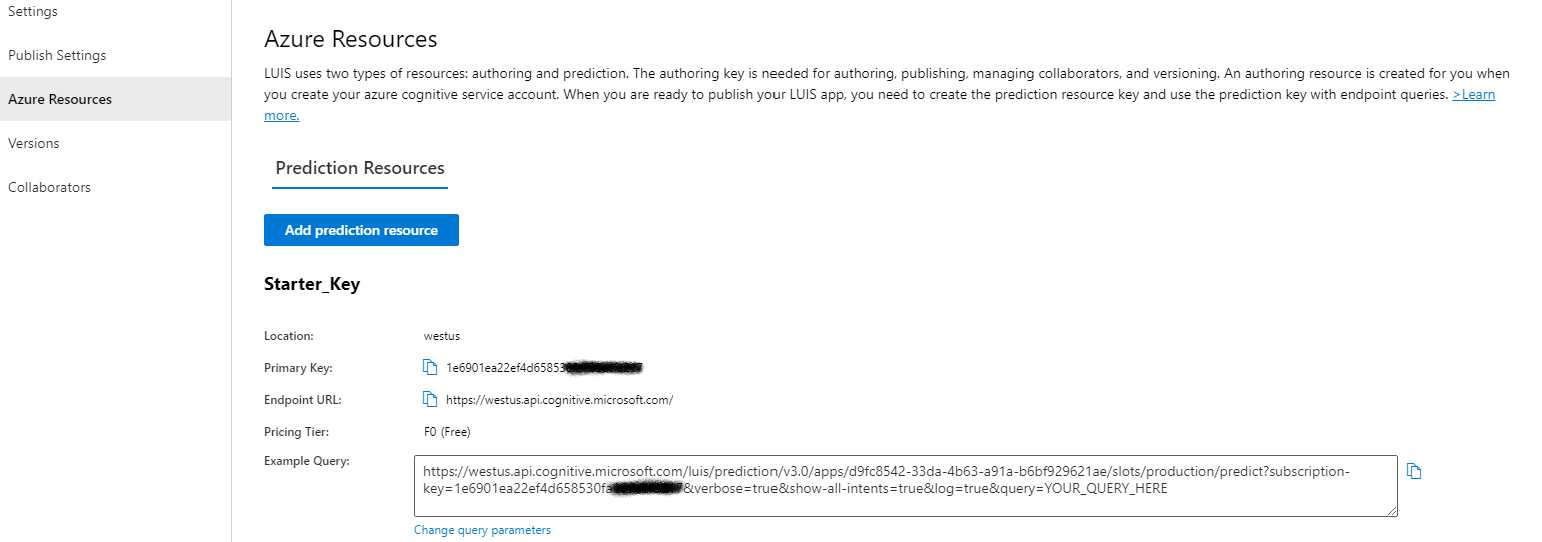 Settings
Publish Settings
Azure Resources
Versions
Collaborators
Azure Resources
LUIS uses two types of resources: authoring and prediction. The authoring key is needed for authoring, publishing, managing collaborators, and versioning. An authoring resource is created for you when
you create your azure cognitive service account. When you are ready to publish your LUIS app, you need to create the prediction resource key and use the prediction key with endpoint queries. >Learn
more.
Prediction Resources
Add prediction resource
Starter_Key
Location: westus
Primary Key: 1e6901ea22ef4d65853
Endpoint URL: https://westus.api.cognitive.microsoft.com/
Pricing Tier: F0 (Free)
Example Query:
https://westus.api.cognitive.microsoft.com/luis/prediction/v3.0/apps/d9fc8542-33da-4b63-a91a-b6bf929621ae/slots/production/predict?subscription-
key=1e6901ea22ef4d658530f &verbose=true&show-all-intents=true&log=true&query=YOUR_QUERY_HERE
Change query parameters